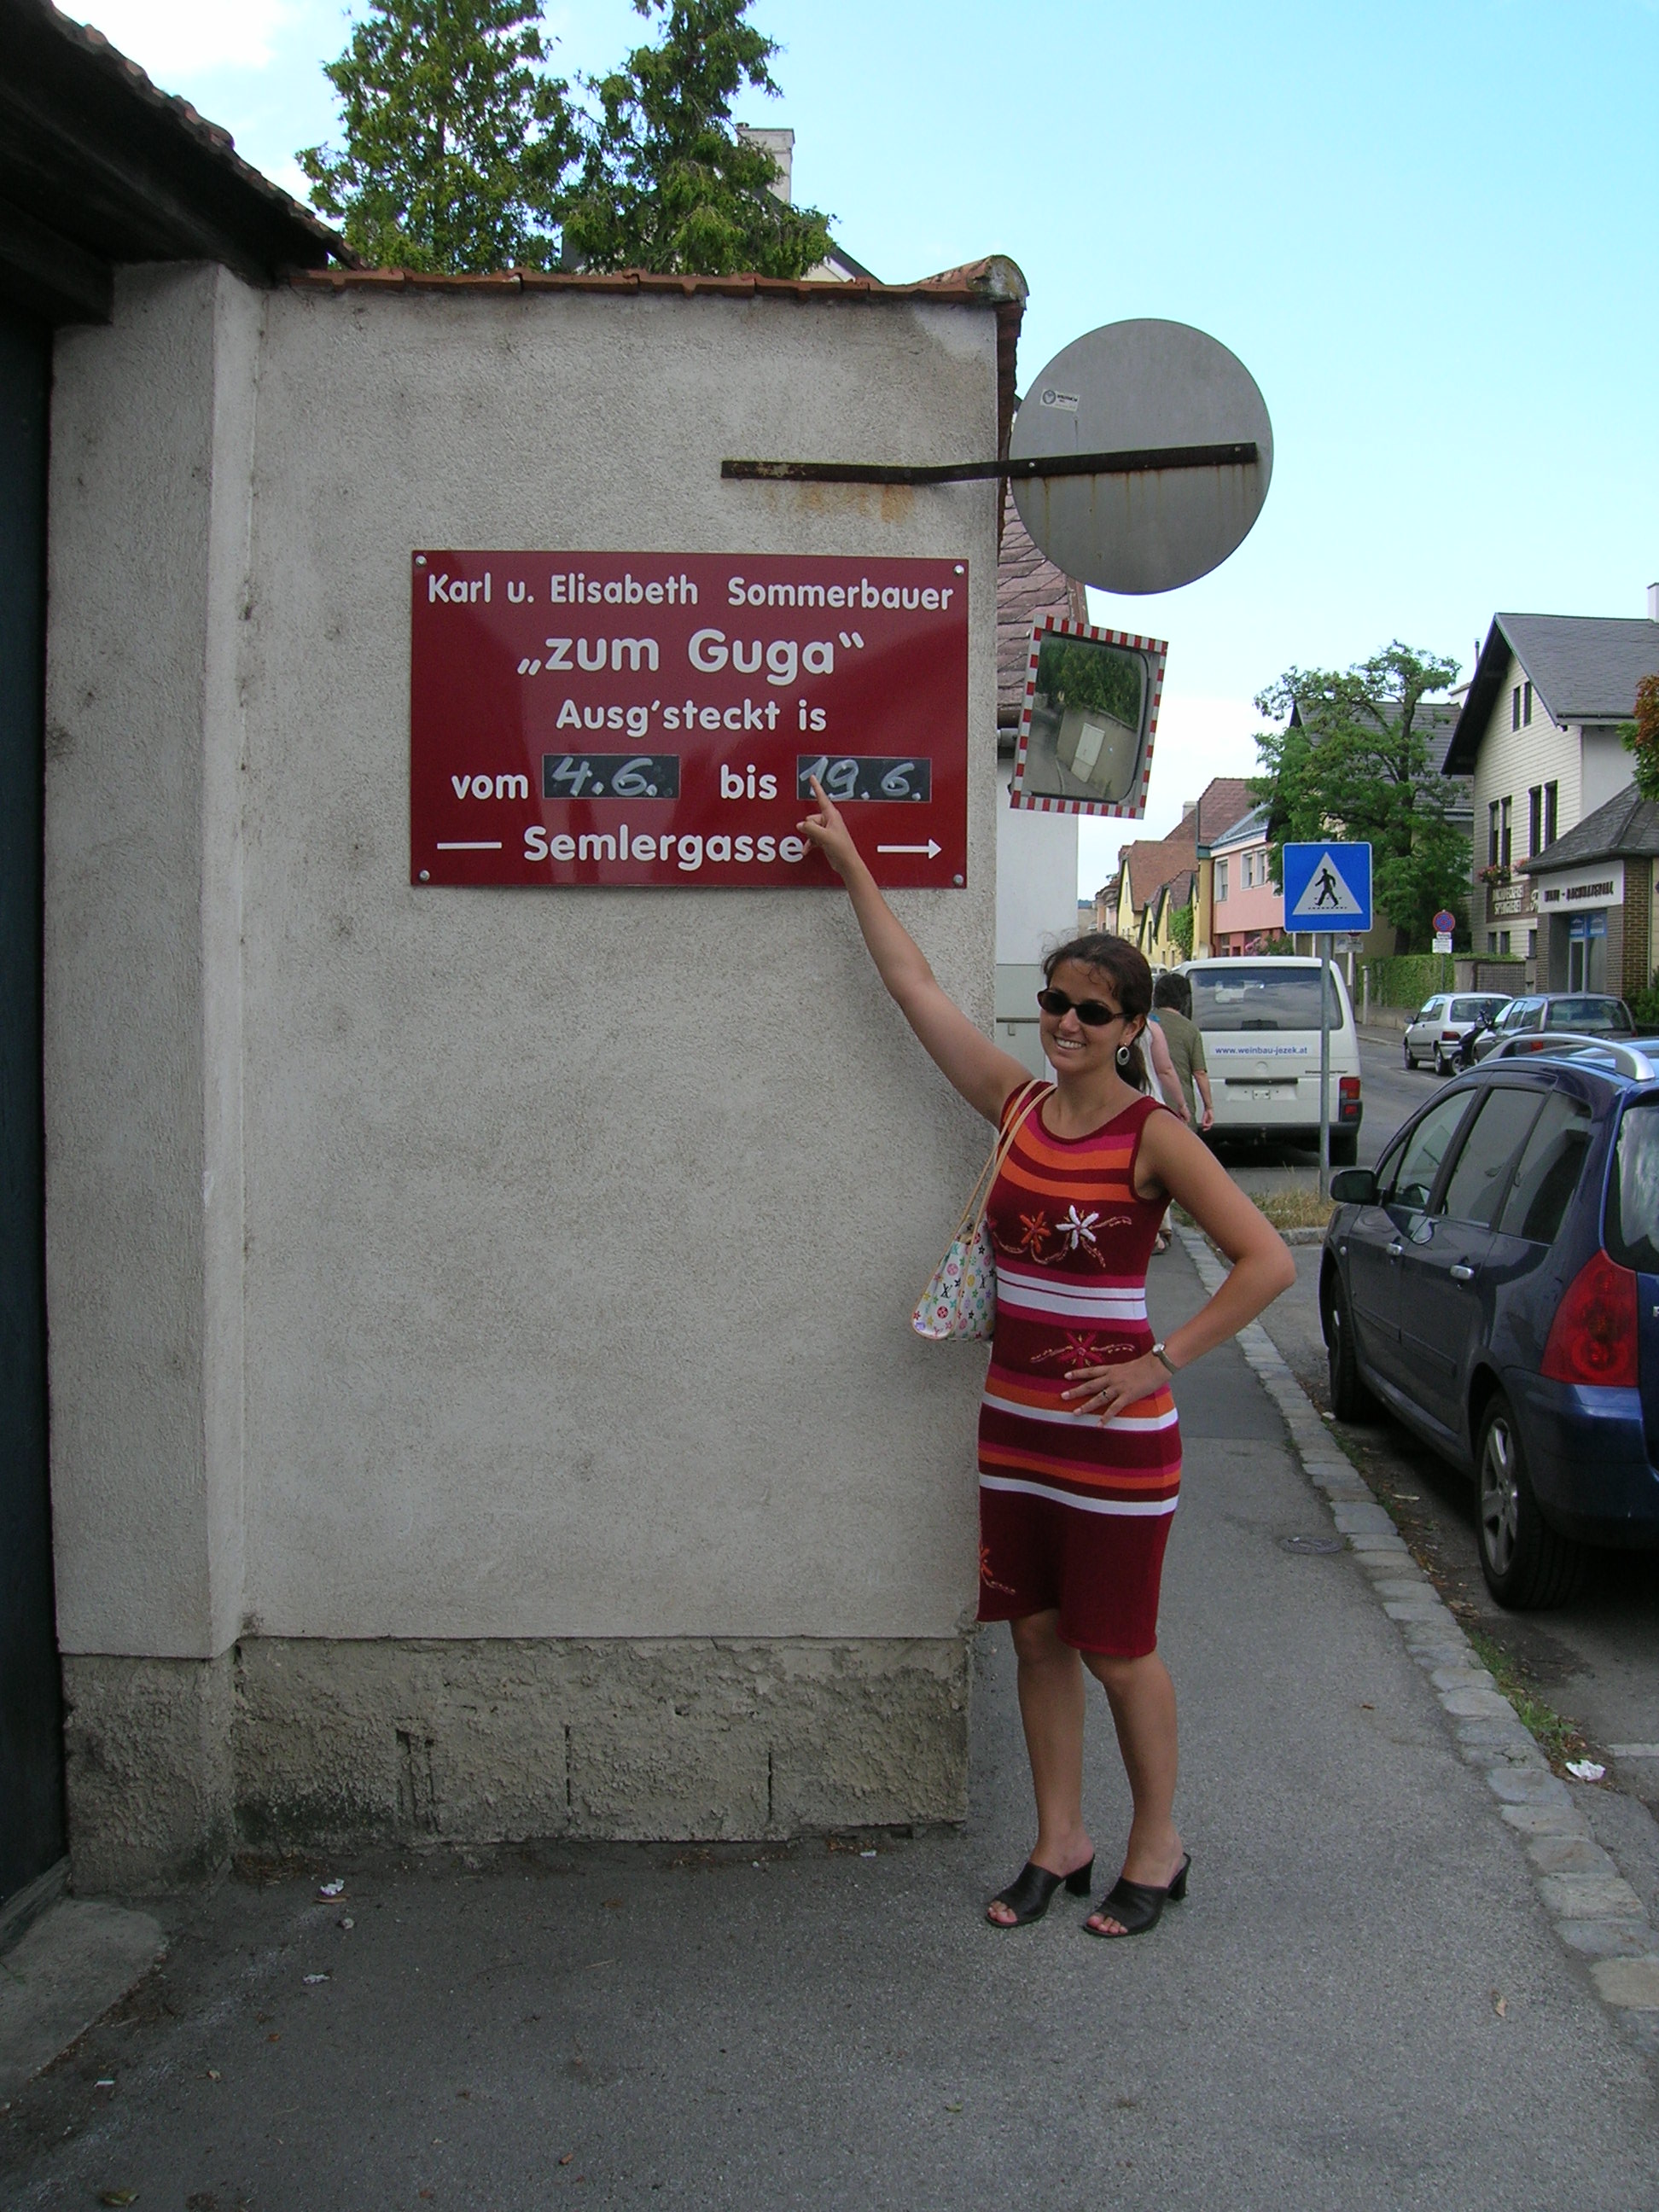 Karl u. Elisabeth Sommerbauer
„zum Guga“
Ausg'steckt is
vom 4.6. bis 19.6.
Semlergasse
www.weinbau-jezek.at